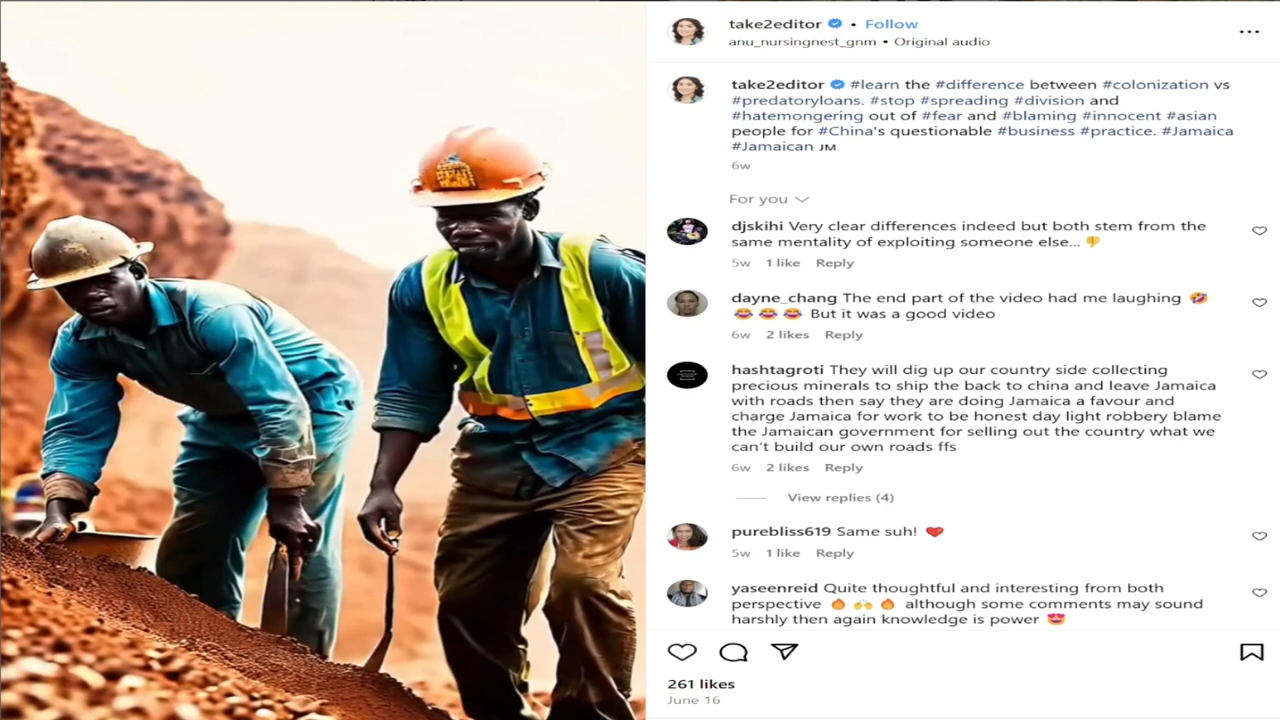 take2editor • Follow
anu_nursingnest_gnm • Original audio
take2editor #learn the #difference between #colonization vs
#predatoryloans. #stop #spreading #division and
#hatemongering out of #fear and #blaming #innocent #asian
people for #China's questionable #business #practice. #Jamaica
#Jamaican JM
6w
For you
djskihi Very clear differences indeed but both stem from the
same mentality of exploiting someone else... 👎
5w 1 like Reply
dayne_chang The end part of the video had me laughing 🤣
😂 😂 😂 But it was a good video
6w 2 likes Reply
hashtagroti They will dig up our country side collecting
precious minerals to ship the back to china and leave Jamaica
with roads then say they are doing Jamaica a favour and
charge Jamaica for work to be honest day light robbery blame
the Jamaican government for selling out the country what we
can't build our own roads ffs
6w 2 likes Reply
View replies (4)
purebliss619 Same suh! ❤️
5w 1 like Reply
yaseenreid Quite thoughtful and interesting from both
perspective 🔥 🙌 🔥 although some comments may sound
harshly then again knowledge is power 😍
261 likes
June 16